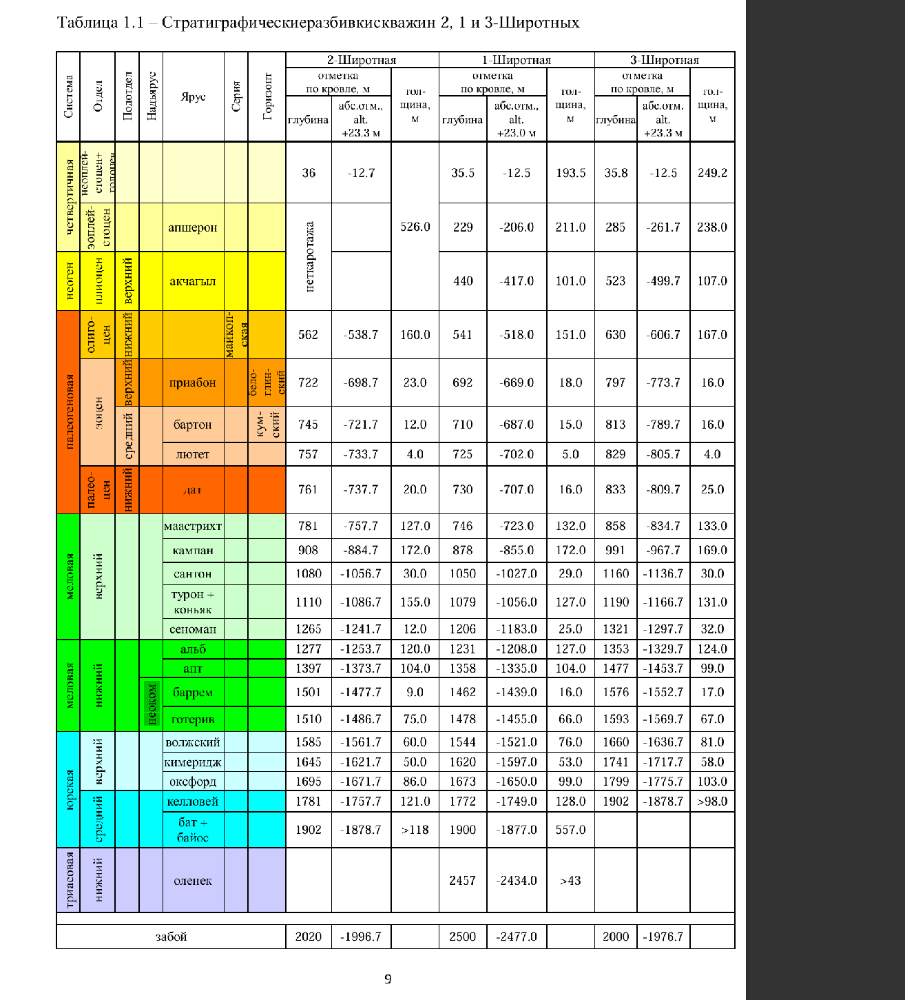 Таблица 1.1 – Стратиграфическиеразбивкискважин 2, 1 и 3-Широтных
Система
Отдел
Подотдел
Надъярус
Ярус
Серия
Горизонт
2-Широтная
1-Широтная
3-Широтная
отметка
по кровле, м
тол-
щина,
м
отметка
по кровле, м
тол-
щина,
м
отметка
по кровле, м
тол-
щина,
м
глубина
абс.отм.,
alt.
+23.3 м
глубина
абс.отм.,
alt.
+23.0 м
глубина
абс.отм.
alt.
+23.3 м
четвертичная
неоплей-
стоцен+
голоцен
36 -12.7 35.5 -12.5 193.5 35.8 -12.5 249.2
эоплей-
стоцен
апшерон
неткаротажа
526.0 229 -206.0 211.0 285 -261.7 238.0
неоген
плиоцен
верхний
акчагыл 440 -417.0 101.0 523 -499.7 107.0
палеогеновая
олиго-
цен
нижний
майкоп-
ская
562 -538.7 160.0 541 -518.0 151.0 630 -606.7 167.0
эоцен
верхний
приабон
бело-
глин-
ский
722 -698.7 23.0 692 -669.0 18.0 797 -773.7 16.0
средний
бартон
кум-
ский
745 -721.7 12.0 710 -687.0 15.0 813 -789.7 16.0
лютет 757 -733.7 4.0 725 -702.0 5.0 829 -805.7 4.0
палео-
цен
нижний
дат 761 -737.7 20.0 730 -707.0 16.0 833 -809.7 25.0
меловая
верхний
маастрихт 781 -757.7 127.0 746 -723.0 132.0 858 -834.7 133.0
кампан 908 -884.7 172.0 878 -855.0 172.0 991 -967.7 169.0
сантон 1080 -1056.7 30.0 1050 -1027.0 29.0 1160 -1136.7 30.0
турон +
коньяк
1110 -1086.7 155.0 1079 -1056.0 127.0 1190 -1166.7 131.0
сеноман 1265 -1241.7 12.0 1206 -1183.0 25.0 1321 -1297.7 32.0
меловая
нижний
альб 1277 -1253.7 120.0 1231 -1208.0 127.0 1353 -1329.7 124.0
апт 1397 -1373.7 104.0 1358 -1335.0 104.0 1477 -1453.7 99.0
неоком
баррем 1501 -1477.7 9.0 1462 -1439.0 16.0 1576 -1552.7 17.0
готерив 1510 -1486.7 75.0 1478 -1455.0 66.0 1593 -1569.7 67.0
юрская
верхний
волжский 1585 -1561.7 60.0 1544 -1521.0 76.0 1660 -1636.7 81.0
кимеридж 1645 -1621.7 50.0 1620 -1597.0 53.0 1741 -1717.7 58.0
оксфорд 1695 -1671.7 86.0 1673 -1650.0 99.0 1799 -1775.7 103.0
средний
келловей 1781 -1757.7 121.0 1772 -1749.0 128.0 1902 -1878.7 >98.0
бат +
байос
1902 -1878.7 >118 1900 -1877.0 557.0
триасовая
нижний
оленек 2457 -2434.0 >43
забой 2020 -1996.7 2500 -2477.0 2000 -1976.7
9